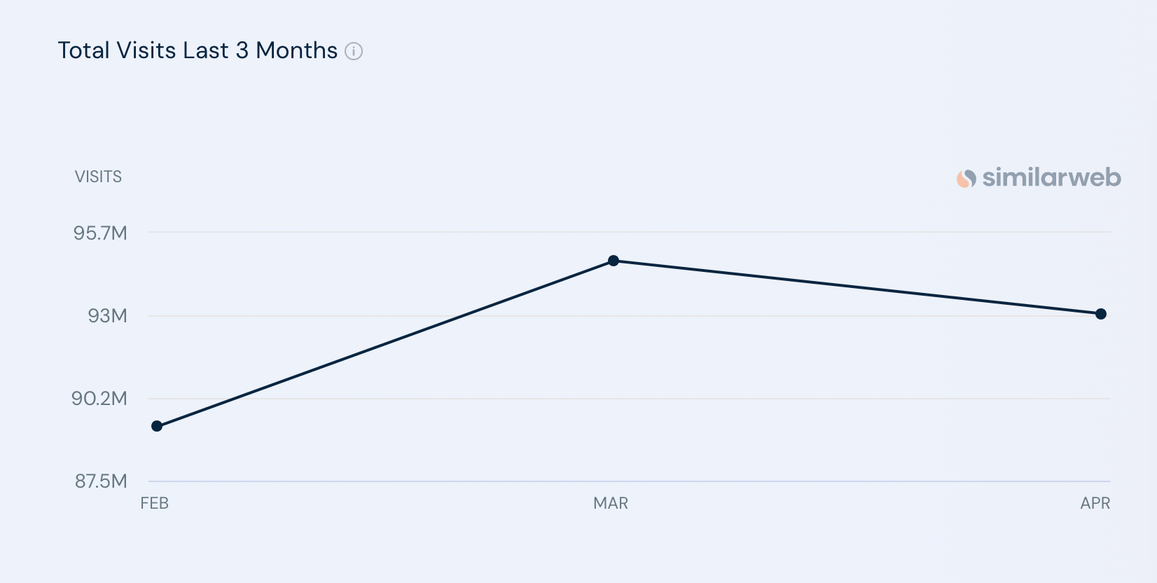 Total Visits Last 3 Months
VISITS
similarweb
95.7M
93M
90.2M
87.5M
FEB MAR APR